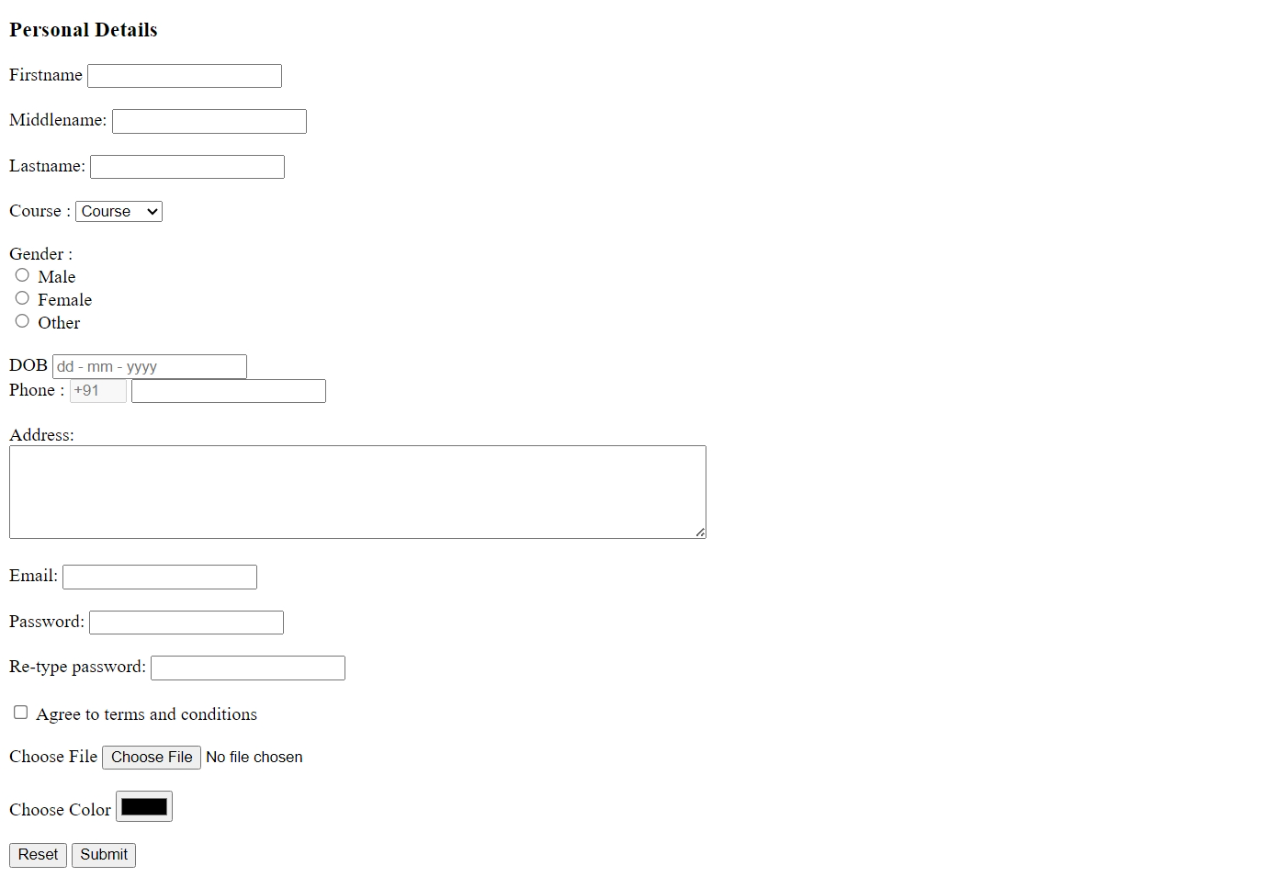 Personal Details
Firstname
Middlename:
Lastname:
Course : Course
Gender :
Male
Female
Other
DOB dd - mm - yyyy
Phone : +91
Address:
Email:
Password:
Re-type password:
Agree to terms and conditions
Choose File Choose File No file chosen
Choose Color
Reset Submit